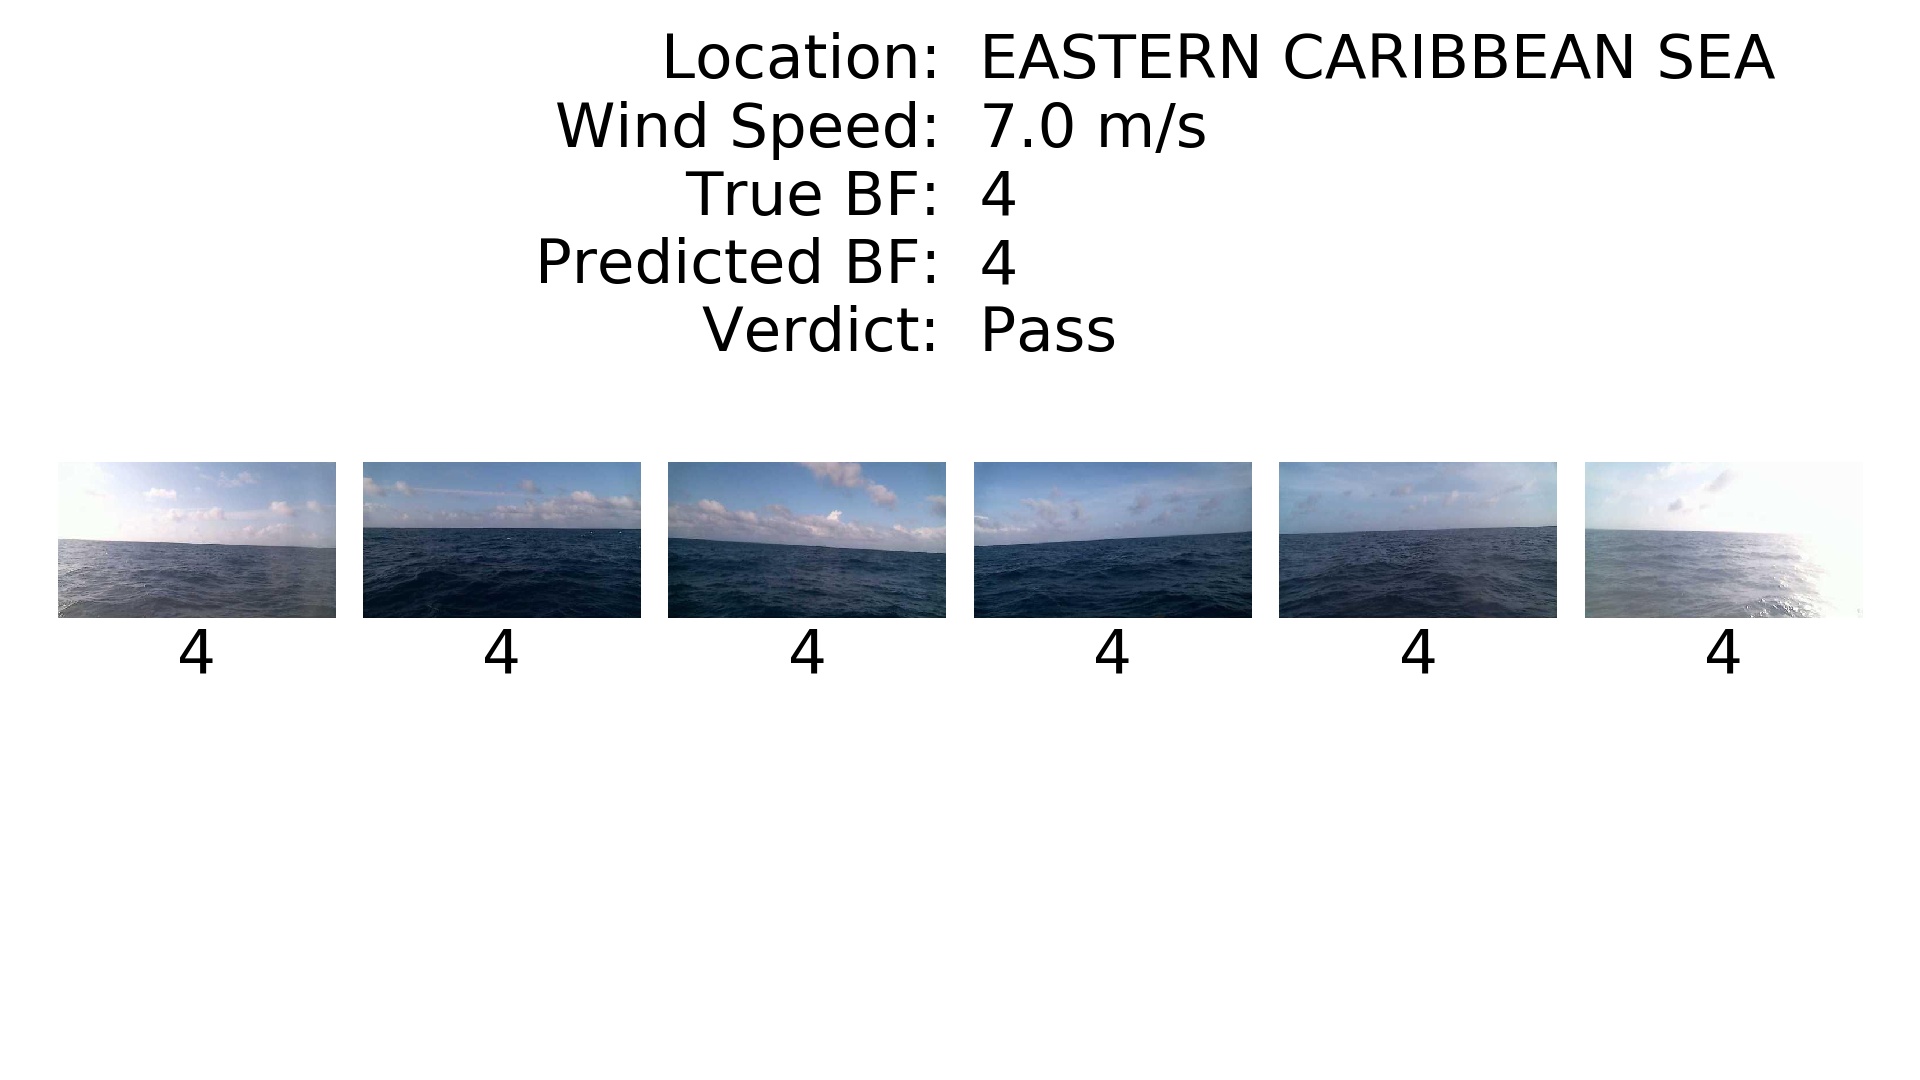 Location: EASTERN CARIBBEAN SEA
Wind Speed: 7.0 m/s
True BF: 4
Predicted BF: 4
Verdict: Pass
4 4 4 4 4 4